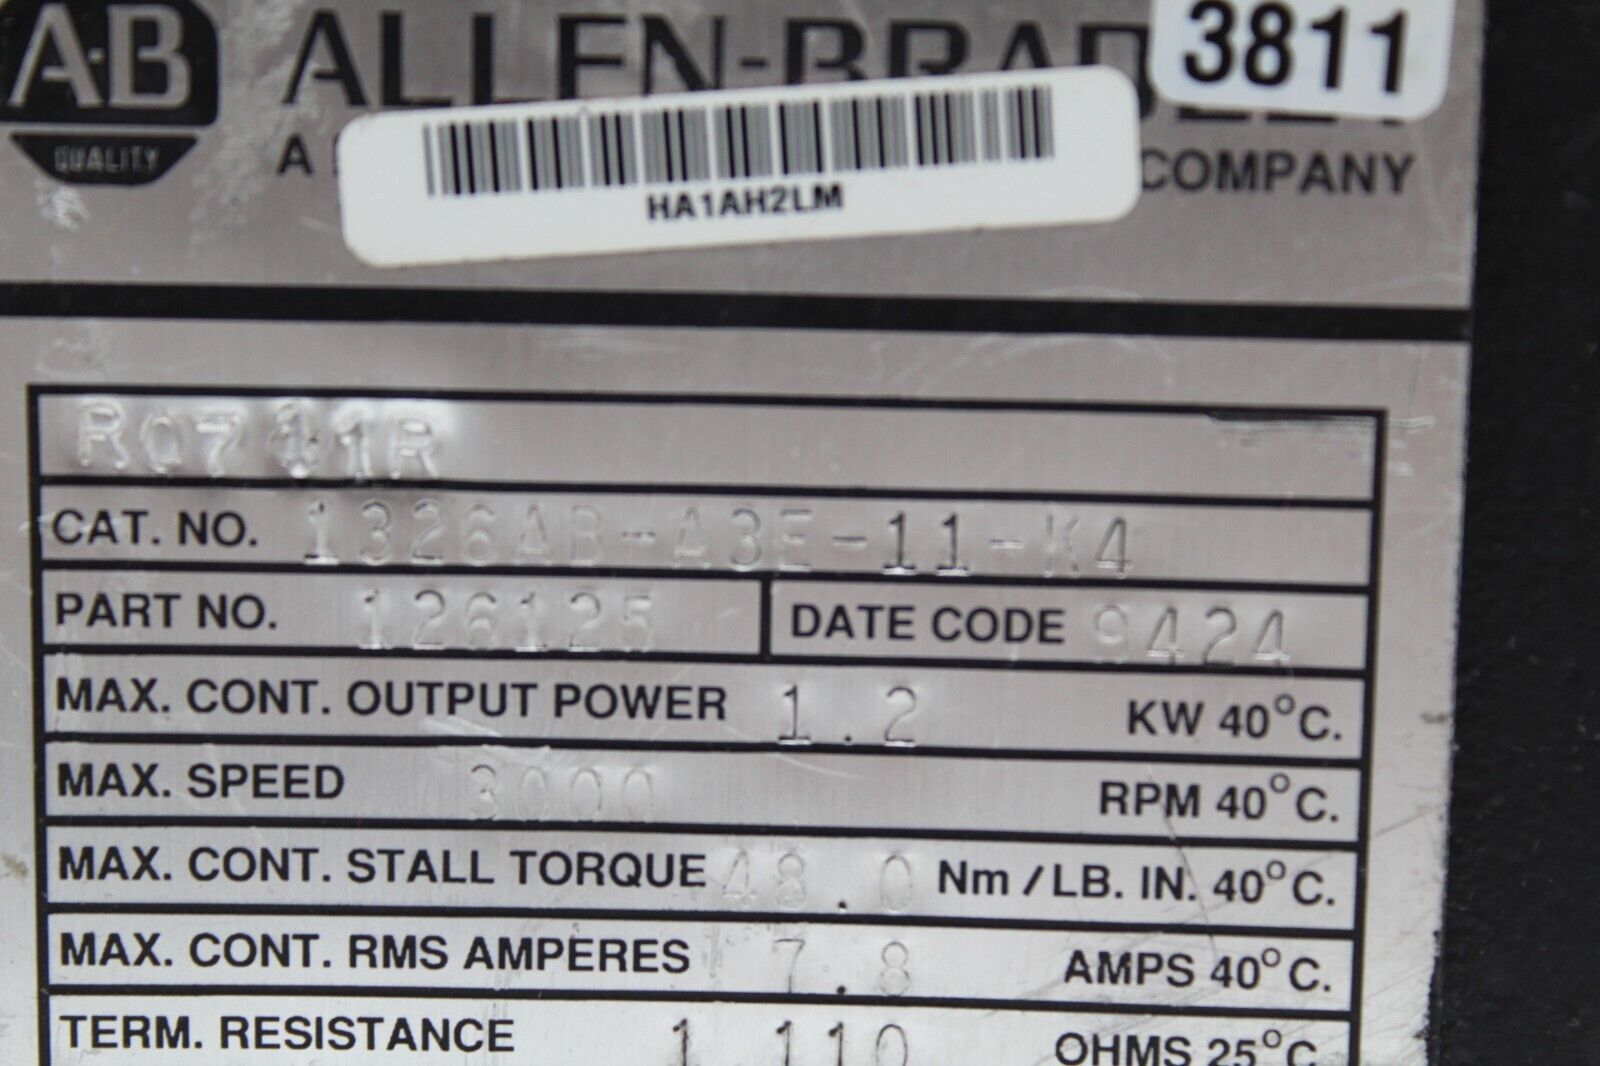 A-B
QUALITY
ALLEN-BRADLEY
3811
A COMPANY
HA1AH2LM
CAT. NO. 1326AB-A3E-11-K4
PART NO. 126125 DATE CODE 9424
MAX. CONT. OUTPUT POWER 1.2 KW 40°C.
MAX. SPEED 3000 RPM 40°C.
MAX. CONT. STALL TORQUE 48.0 Nm/LB. IN. 40°C.
MAX. CONT. RMS AMPERES 7.8 AMPS 40°C.
TERM. RESISTANCE 1.110 OHMS 25°C.